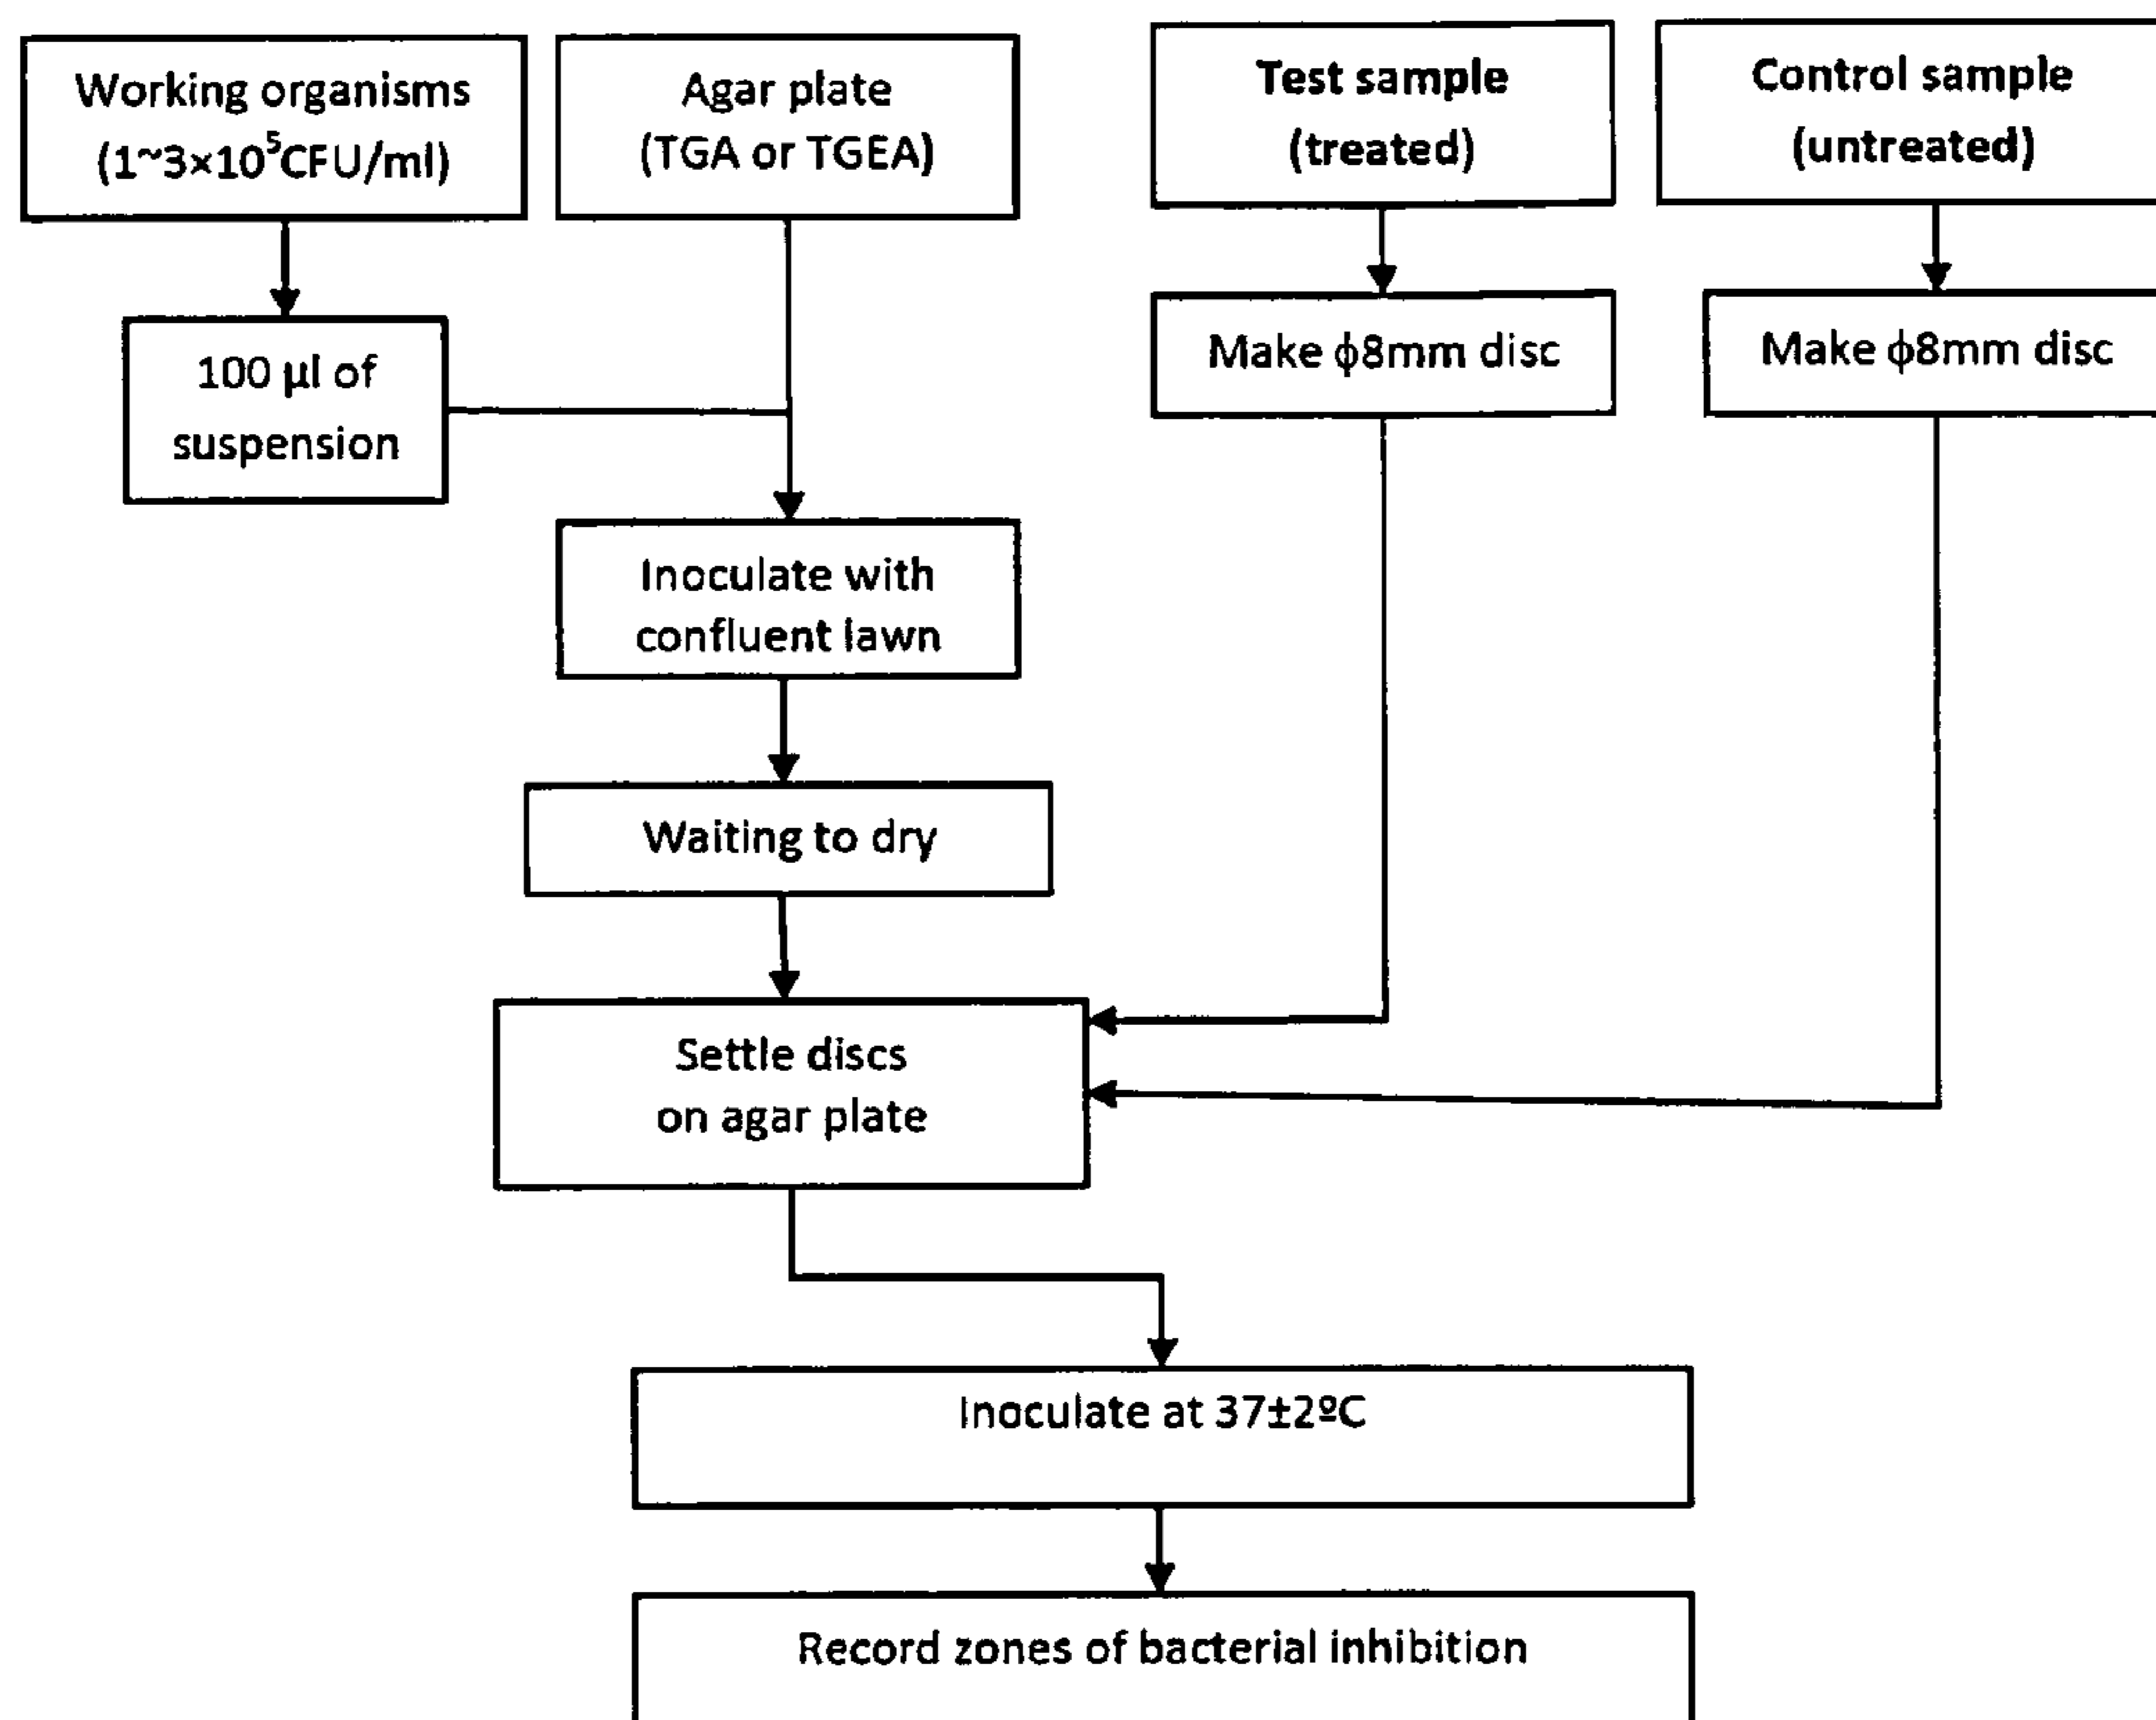 Working organisms
(1~3×10⁵CFU/ml)
Agar plate
(TGA or TGEA)
Test sample
(treated)
Control sample
(untreated)
100 µl of
suspension
Make ϕ8mm disc
Make ϕ8mm disc
Inoculate with
confluent lawn
Waiting to dry
Settle discs
on agar plate
Inoculate at 37±2ºC
Record zones of bacterial inhibition